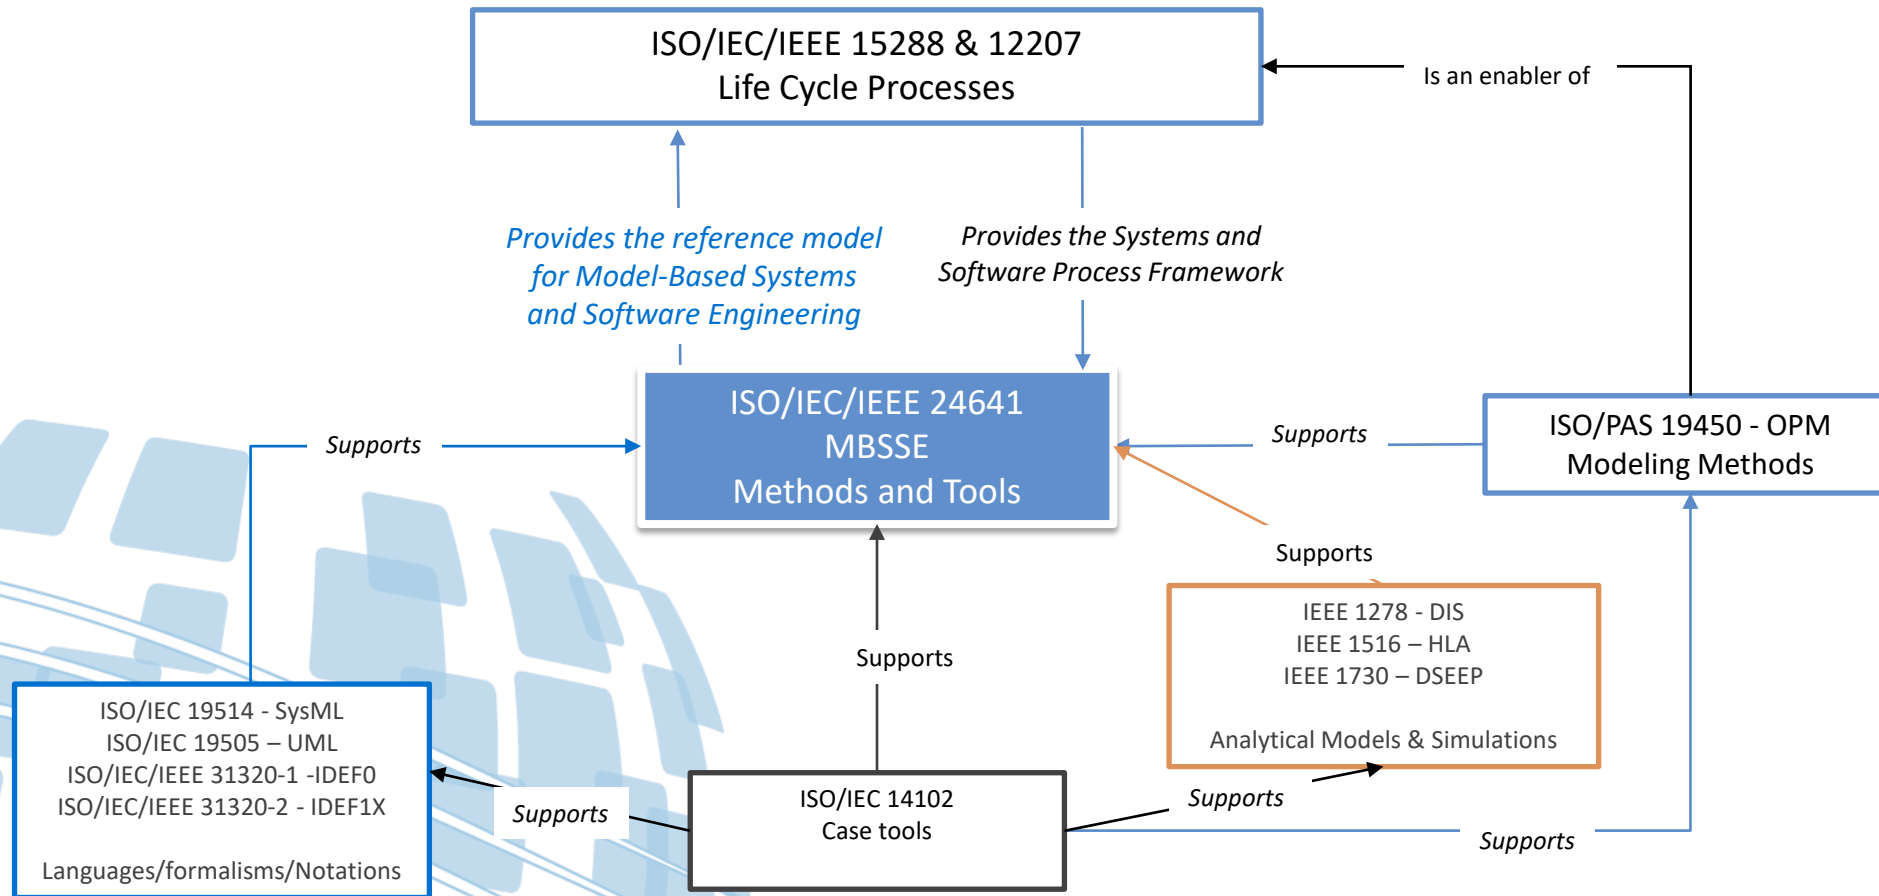 ISO/IEC/IEEE 15288 & 12207
Life Cycle Processes
Is an enabler of
Provides the reference model
for Model-Based Systems
and Software Engineering
Provides the Systems and
Software Process Framework
ISO/IEC/IEEE 24641
MBSSE
Methods and Tools
Supports
Supports
ISO/PAS 19450 - OPM
Modeling Methods
Supports
IEEE 1278 - DIS
IEEE 1516 – HLA
IEEE 1730 – DSEEP
Analytical Models & Simulations
Supports
ISO/IEC 19514 - SysML
ISO/IEC 19505 – UML
ISO/IEC/IEEE 31320-1 -IDEF0
ISO/IEC/IEEE 31320-2 - IDEF1X
Languages/formalisms/Notations
Supports
ISO/IEC 14102
Case tools
Supports
Supports